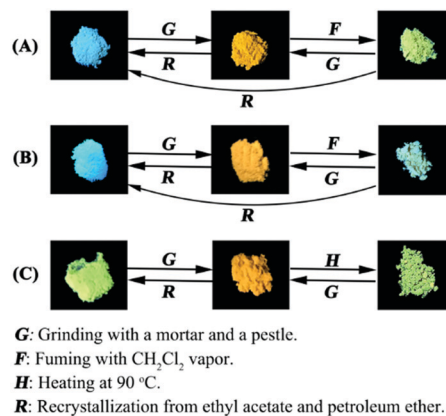 G F
(A)
R G
R
G F
(B)
R G
R
G H
(C)
R G
G: Grinding with a mortar and a pestle.
F: Fuming with CH2Cl2 vapor.
H: Heating at 90 °C.
R: Recrystallization from ethyl acetate and petroleum ether.